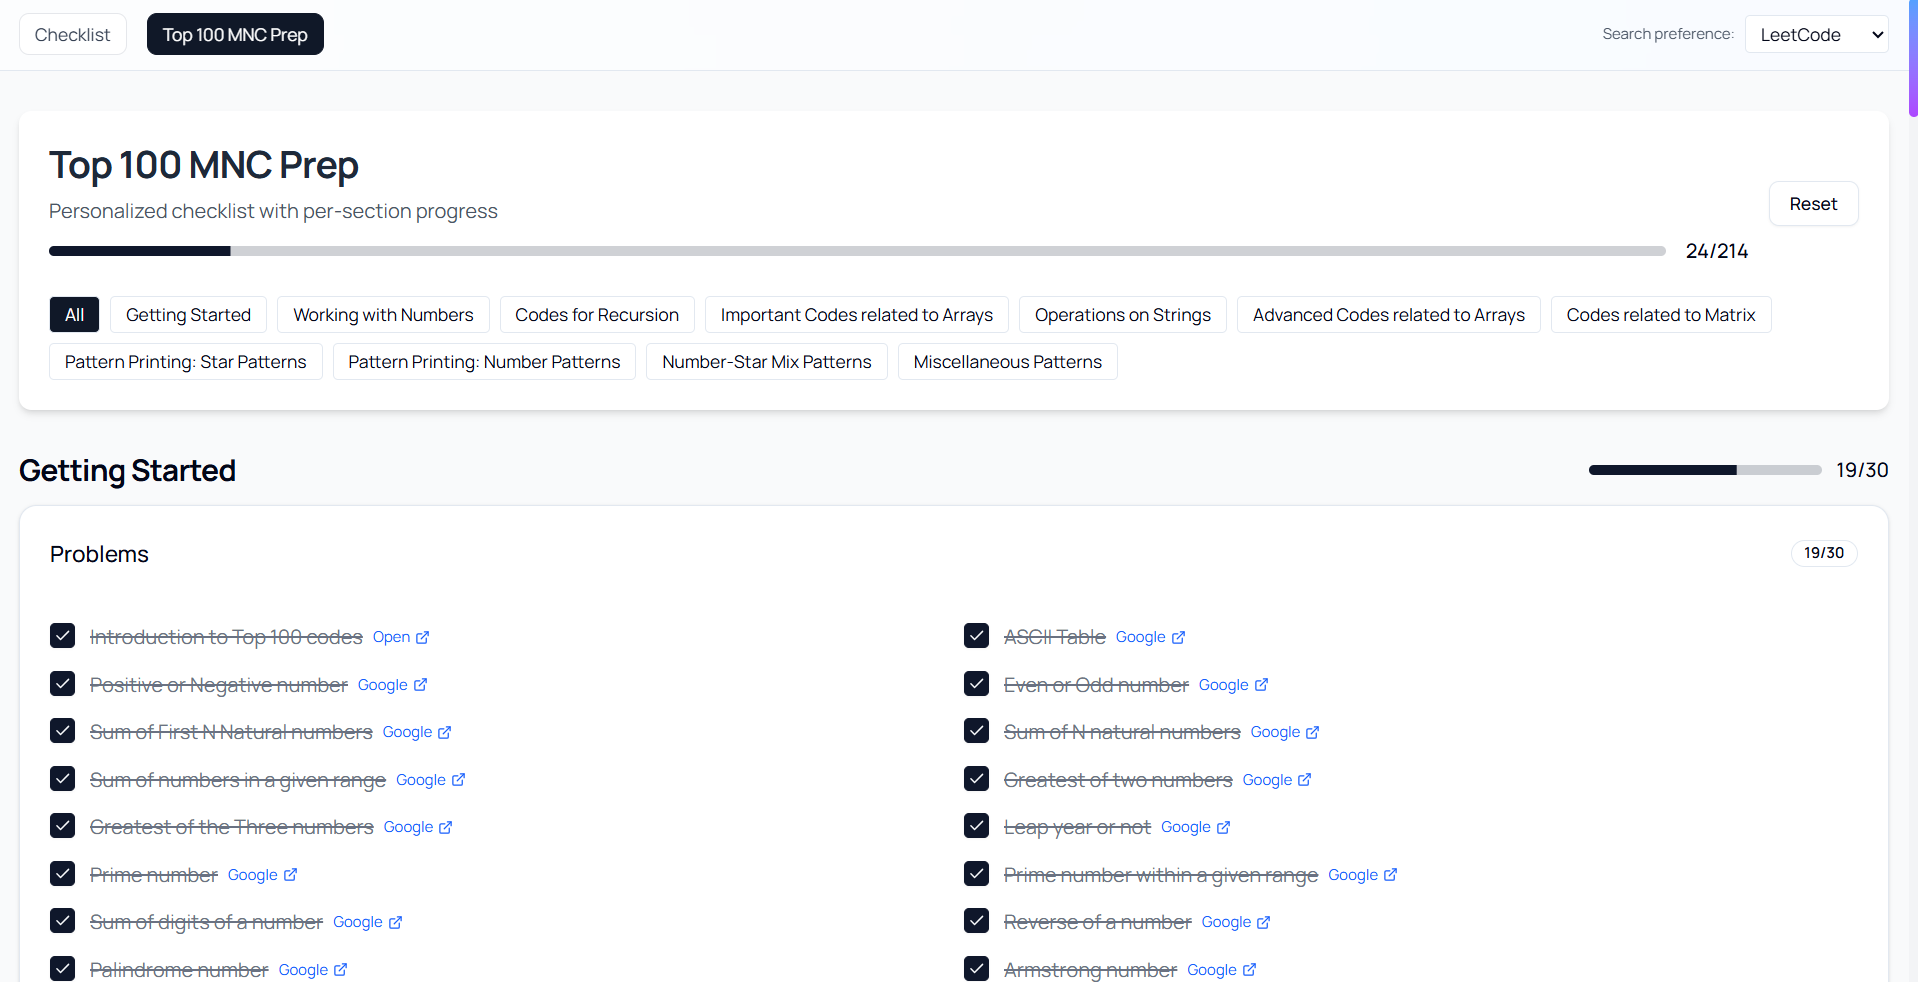 Checklist Top 100 MNC Prep Search preference: LeetCode
Top 100 MNC Prep
Personalized checklist with per-section progress
Reset
24/214
All Getting Started Working with Numbers Codes for Recursion Important Codes related to Arrays Operations on Strings Advanced Codes related to Arrays Codes related to Matrix
Pattern Printing: Star Patterns Pattern Printing: Number Patterns Number-Star Mix Patterns Miscellaneous Patterns
Getting Started 19/30
Problems 19/30
Introduction to Top 100 codes Open ASCII Table Google
Positive or Negative number Google Even or Odd number Google
Sum of First N Natural numbers Google Sum of N natural numbers Google
Sum of numbers in a given range Google Greatest of two numbers Google
Greatest of the Three numbers Google Leap year or not Google
Prime number Google Prime number within a given range Google
Sum of digits of a number Google Reverse of a number Google
Palindrome number Google Armstrong number Google